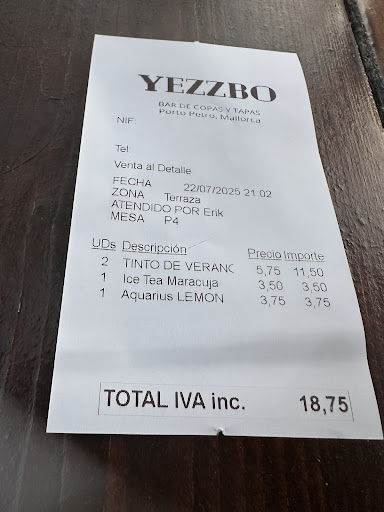 YEZZBO
BAR DE COPAS Y TAPAS
Porto Petro, Mallorca
NIF:
Tel:
Venta al Detalle
FECHA 22/07/2025 21:02
ZONA Terraza
ATENDIDO POR Erik
MESA P4
UDs Descripción Precio Importe
2 TINTO DE VERANO 5,75 11,50
1 Ice Tea Maracuja 3,50 3,50
1 Aquarius LEMON 3,75 3,75
TOTAL IVA inc. 18,75